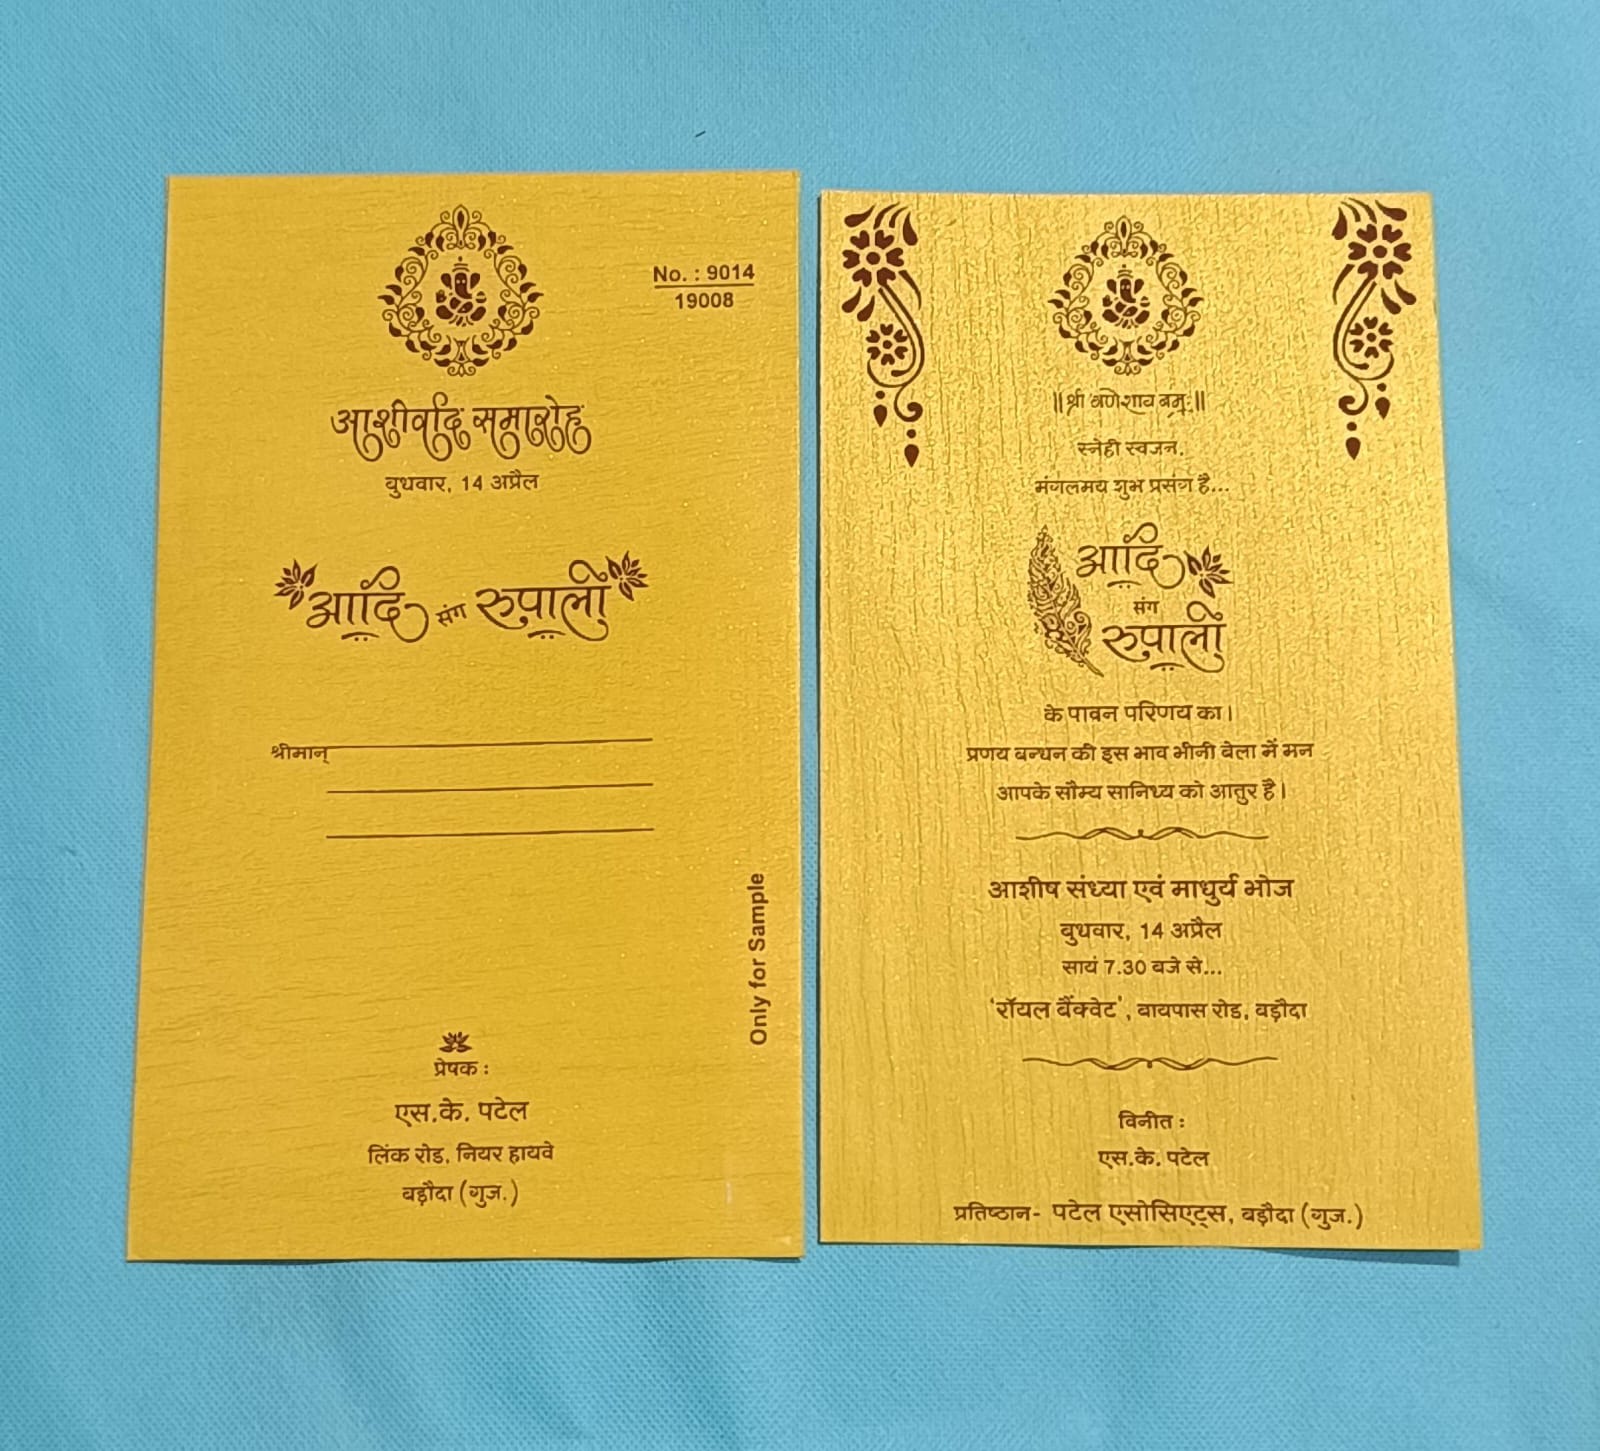 No. : 9014
19008
आशीर्वाद समारोह
बुधवार, 14 अप्रैल
आदि संग रुपाली
श्रीमान्
Only for Sample
प्रेषक :
एस.के. पटेल
लिंक रोड, नियर हायवे
बड़ौदा (गुज.)
॥ श्री गणेशाय नमः ॥
स्नेही स्वजन,
मंगलमय शुभ प्रसंग है...
आदि
संग
रुपाली
के पावन परिणय का।
प्रणय बन्धन की इस भाव भीनी बेला में मन
आपके सौम्य सानिध्य को आतुर है।
आशीष संध्या एवं माधुर्य भोज
बुधवार, 14 अप्रैल
सायं 7.30 बजे से...
'रॉयल बैंक्वेट', बायपास रोड, बड़ौदा
विनीत :
एस.के. पटेल
प्रतिष्ठान- पटेल एसोसिएट्स, बड़ौदा (गुज.)